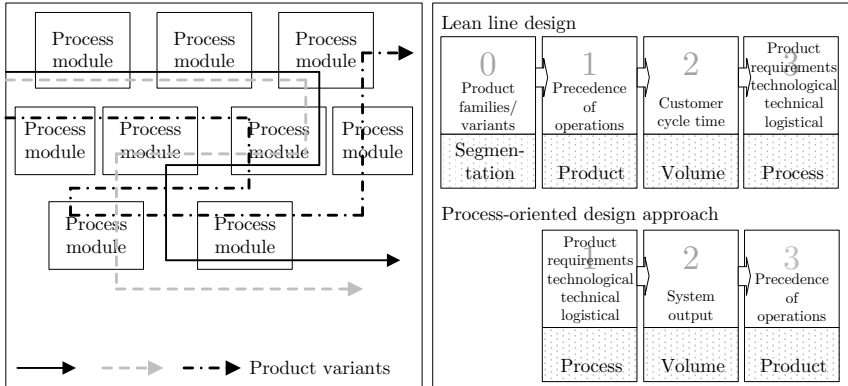 Process
module
Process
module
Process
module
Process
module
Process
module
Process
module
Process
module
Process
module
Process
module
Product variants
Lean line design
0
Product
families/
variants
Segmen-
tation
1
Precedence
of
operations
Product
2
Customer
cycle time
Volume
3
Product
requirements
technological
technical
logistical
Process
Process-oriented design approach
1
Product
requirements
technological
technical
logistical
Process
2
System
output
Volume
3
Precedence
of
operations
Product